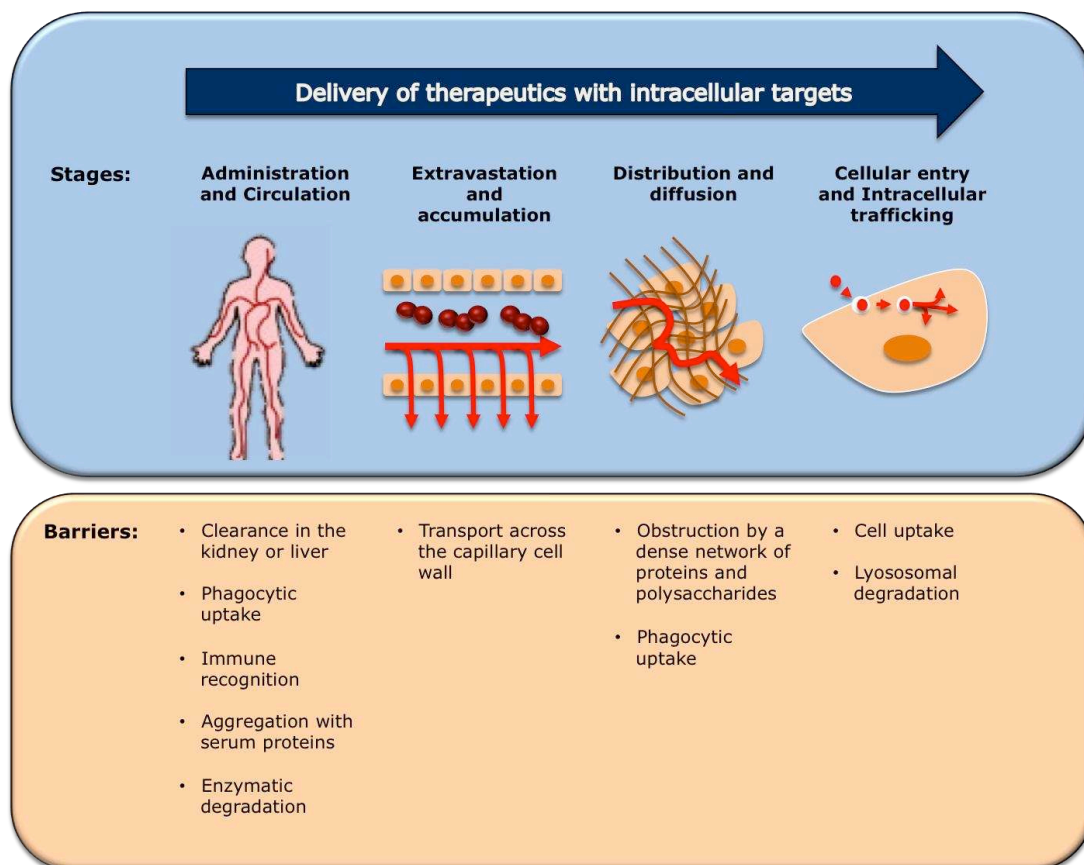 Delivery of therapeutics with intracellular targets
Stages:
Administration
and Circulation
Extravastation
and
accumulation
Distribution and
diffusion
Cellular entry
and Intracellular
trafficking
Barriers:
• Clearance in the
kidney or liver
• Phagocytic
uptake
• Immune
recognition
• Aggregation with
serum proteins
• Enzymatic
degradation
• Transport across
the capillary cell
wall
• Obstruction by a
dense network of
proteins and
polysaccharides
• Phagocytic
uptake
• Cell uptake
• Lyososomal
degradation